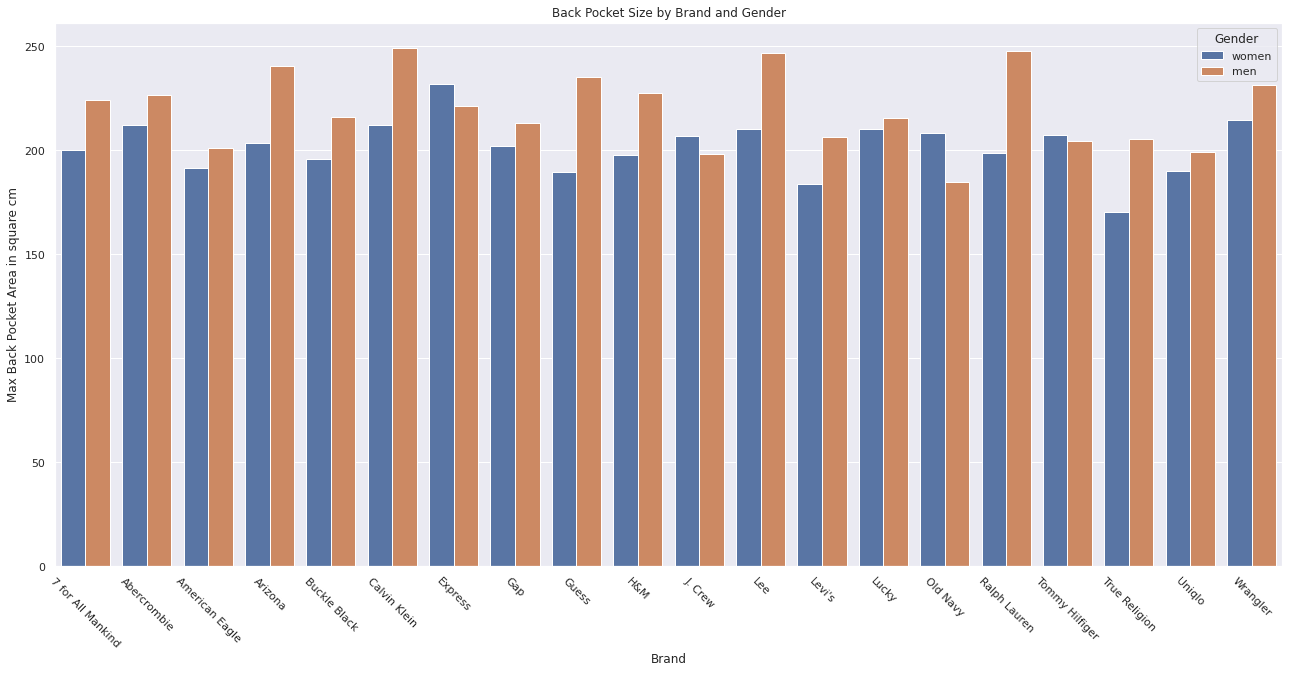 Back Pocket Size by Brand and Gender
Gender
women
men
Max Back Pocket Area in square cm
250
200
150
100
50
0
7 for All Mankind
Abercrombie
American Eagle
Arizona
Buckle Black
Calvin Klein
Express
Gap
Guess
H&M
J. Crew
Lee
Levi's
Lucky
Old Navy
Ralph Lauren
Tommy Hilfiger
True Religion
Uniqlo
Wrangler
Brand